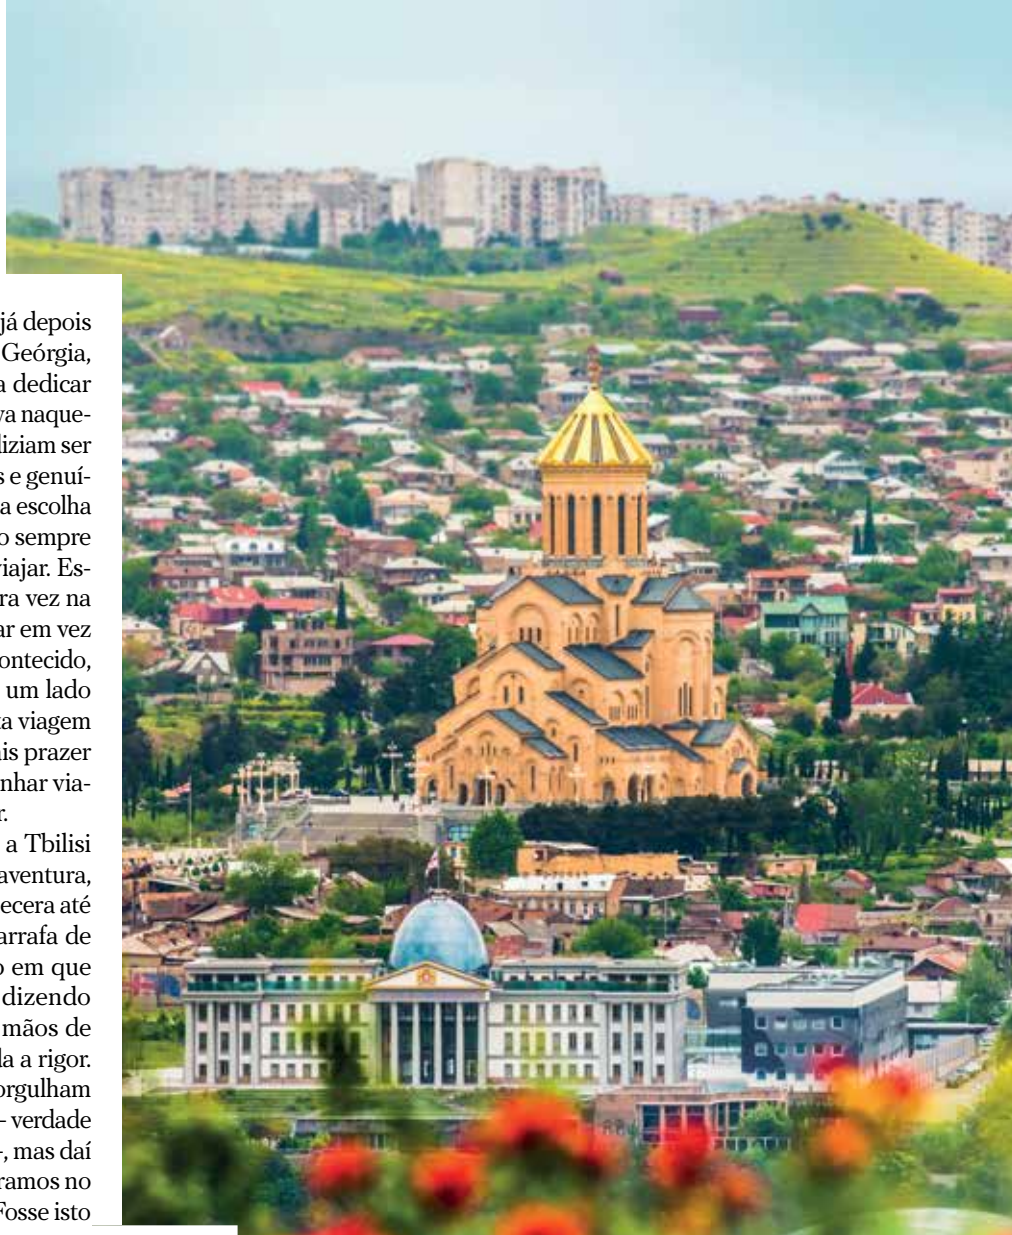 já depois
Geórgia,
a dedicar
va naque-
diziam ser
s e genuí-
a escolha
o sempre
viajar. Es-
ra vez na
ar em vez
ontecido,
um lado
ta viagem
is prazer
nhar via-
r.
a Tbilisi
aventura,
ecera até
arrafa de
o em que
dizendo
mãos de
la a rigor.
orgulham
– verdade
–, mas daí
ramos no
Fosse isto